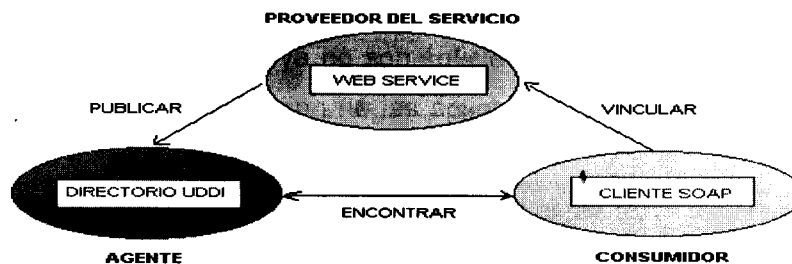 PROVEEDOR DEL SERVICIO
WEB SERVICE
PUBLICAR
VINCULAR
DIRECTORIO UDDI
CLIENTE SOAP
ENCONTRAR
AGENTE
CONSUMIDOR